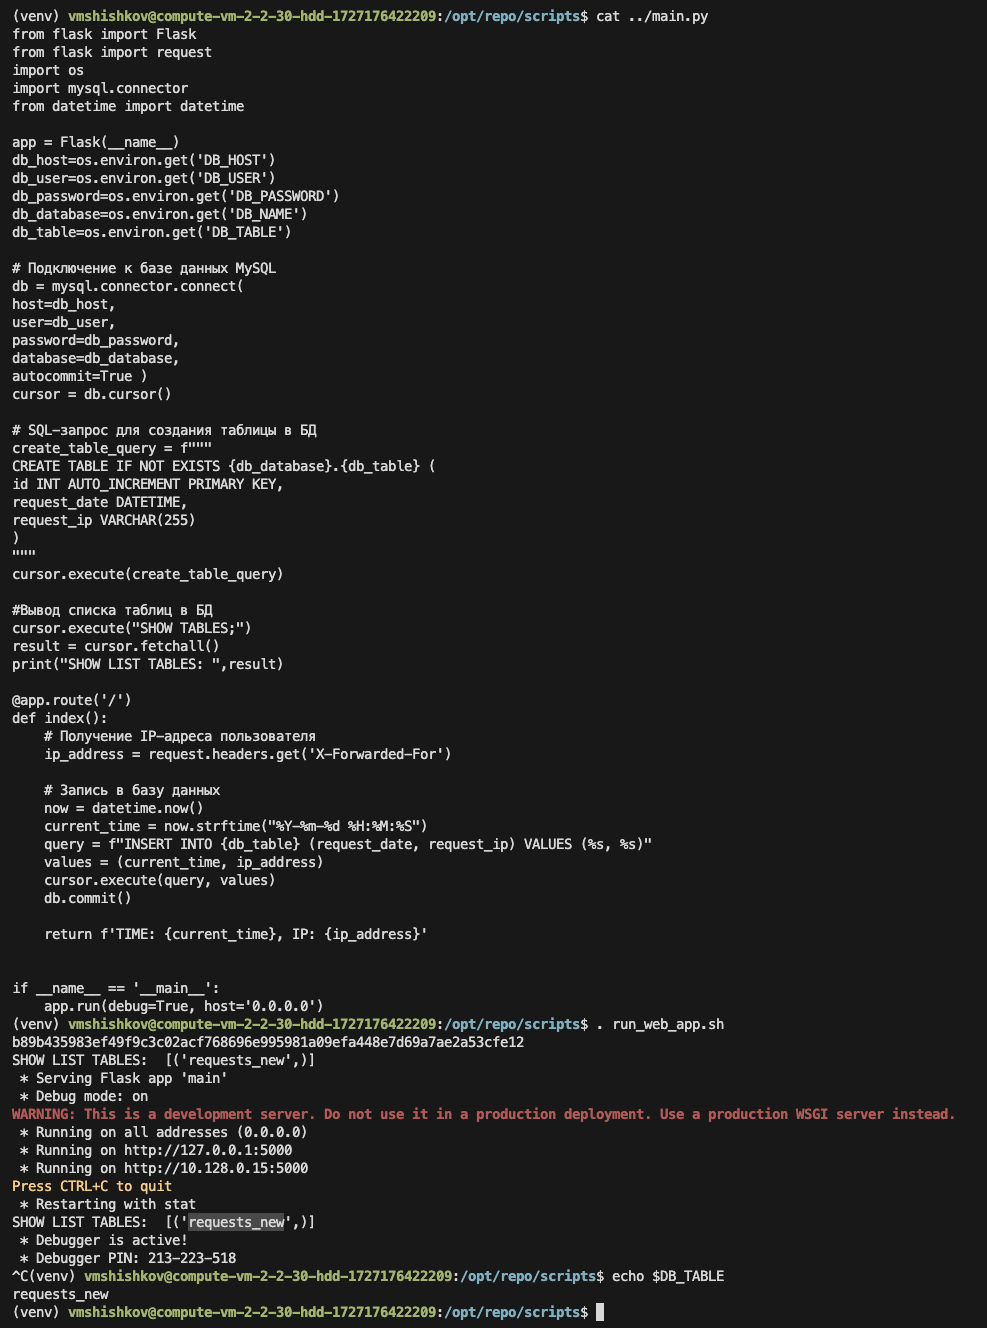 (venv) vmshishkov@compute-vm-2-2-30-hdd-1727176422209:/opt/repo/scripts$ cat ../main.py
from flask import Flask
from flask import request
import os
import mysql.connector
from datetime import datetime

app = Flask(__name__)
db_host=os.environ.get('DB_HOST')
db_user=os.environ.get('DB_USER')
db_password=os.environ.get('DB_PASSWORD')
db_database=os.environ.get('DB_NAME')
db_table=os.environ.get('DB_TABLE')

# Подключение к базе данных MySQL
db = mysql.connector.connect(
host=db_host,
user=db_user,
password=db_password,
database=db_database,
autocommit=True )
cursor = db.cursor()

# SQL-запрос для создания таблицы в БД
create_table_query = f"""
CREATE TABLE IF NOT EXISTS {db_database}.{db_table} (
id INT AUTO_INCREMENT PRIMARY KEY,
request_date DATETIME,
request_ip VARCHAR(255)
)
"""
cursor.execute(create_table_query)

#Вывод списка таблиц в БД
cursor.execute("SHOW TABLES;")
result = cursor.fetchall()
print("SHOW LIST TABLES: ",result)

@app.route('/')
def index():
    # Получение IP-адреса пользователя
    ip_address = request.headers.get('X-Forwarded-For')

    # Запись в базу данных
    now = datetime.now()
    current_time = now.strftime("%Y-%m-%d %H:%M:%S")
    query = f"INSERT INTO {db_table} (request_date, request_ip) VALUES (%s, %s)"
    values = (current_time, ip_address)
    cursor.execute(query, values)
    db.commit()

    return f'TIME: {current_time}, IP: {ip_address}'


if __name__ == '__main__':
    app.run(debug=True, host='0.0.0.0')
(venv) vmshishkov@compute-vm-2-2-30-hdd-1727176422209:/opt/repo/scripts$ . run_web_app.sh
b89b435983ef49f9c3c02acf768696e995981a09efa448e7d69a7ae2a53cfe12
SHOW LIST TABLES:  [('requests_new',)]
 * Serving Flask app 'main'
 * Debug mode: on
WARNING: This is a development server. Do not use it in a production deployment. Use a production WSGI server instead.
 * Running on all addresses (0.0.0.0)
 * Running on http://127.0.0.1:5000
 * Running on http://10.128.0.15:5000
Press CTRL+C to quit
 * Restarting with stat
SHOW LIST TABLES:  [('requests_new',)]
 * Debugger is active!
 * Debugger PIN: 213-223-518
^C(venv) vmshishkov@compute-vm-2-2-30-hdd-1727176422209:/opt/repo/scripts$ echo $DB_TABLE
requests_new
(venv) vmshishkov@compute-vm-2-2-30-hdd-1727176422209:/opt/repo/scripts$